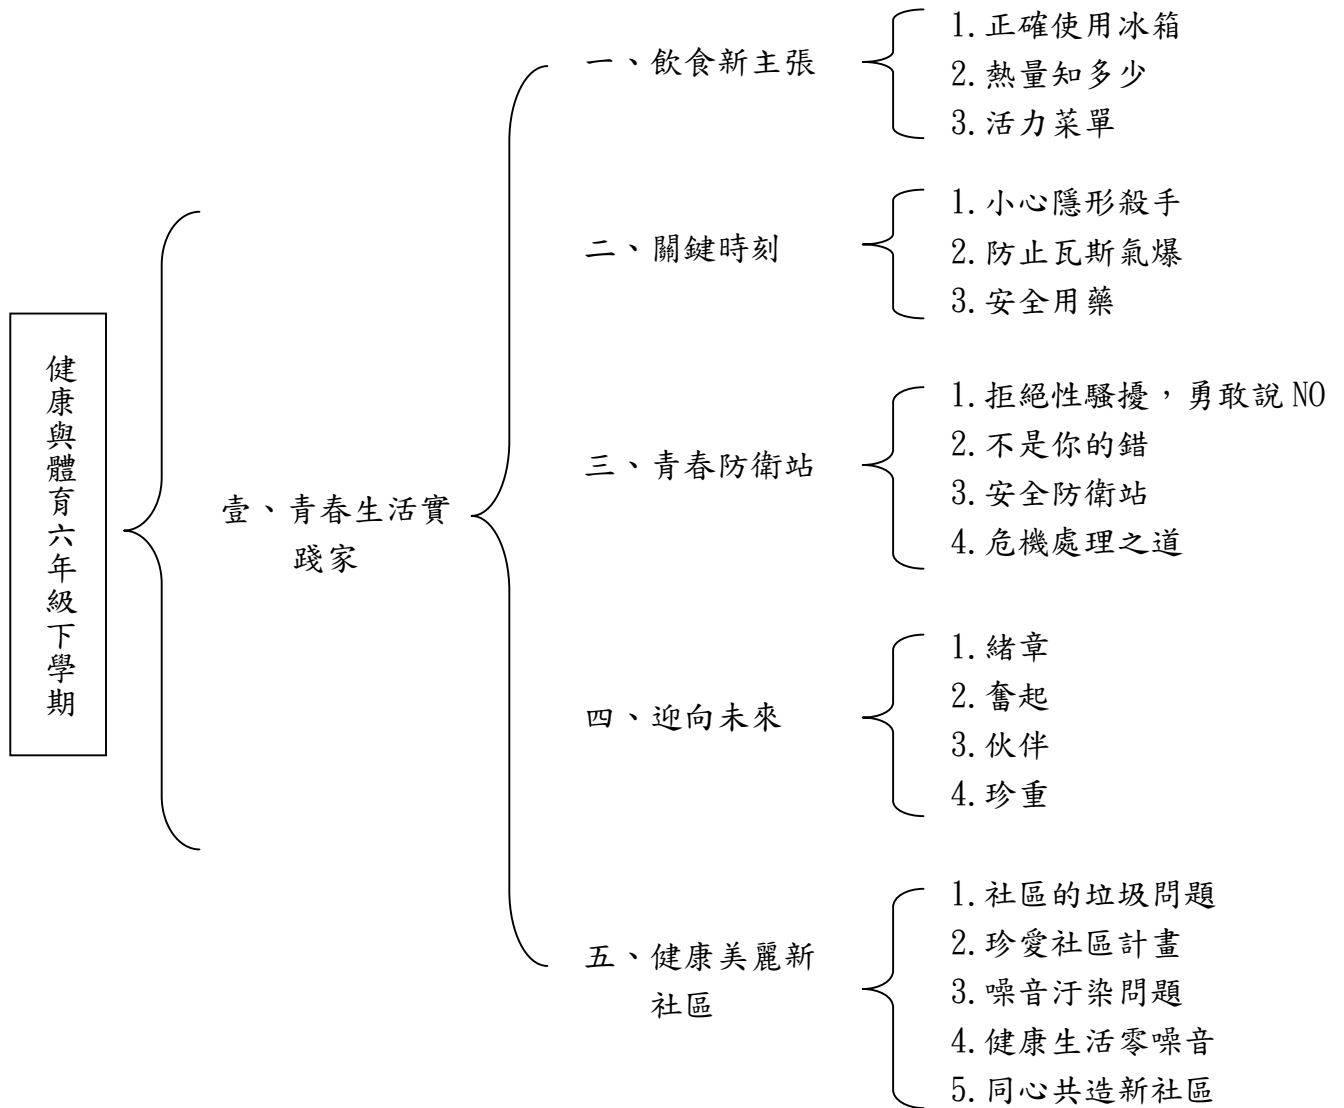 健康與體育六年級下學期
壹、青春生活實
踐家
一、飲食新主張
1.正確使用冰箱
2.熱量知多少
3.活力菜單
二、關鍵時刻
1.小心隱形殺手
2.防止瓦斯氣爆
3.安全用藥
三、青春防衛站
1.拒絕性騷擾，勇敢說 NO
2.不是你的錯
3.安全防衛站
4.危機處理之道
四、迎向未來
1.緒章
2.奮起
3.伙伴
4.珍重
五、健康美麗新
社區
1.社區的垃圾問題
2.珍愛社區計畫
3.噪音汙染問題
4.健康生活零噪音
5.同心共造新社區